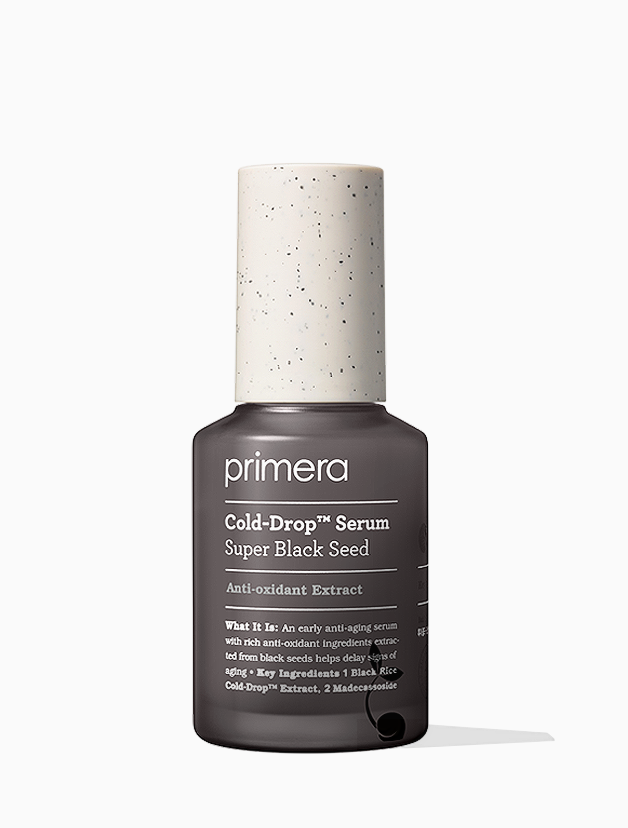 primera
Cold-Drop™ Serum
Super Black Seed
Anti-oxidant Extract
What It Is: An early anti-aging serum
with rich anti-oxidant ingredients extrac-
ted from black seeds helps delay signs of
aging • Key Ingredients 1 Black Rice
Cold-Drop™ Extract, 2 Madecassoside